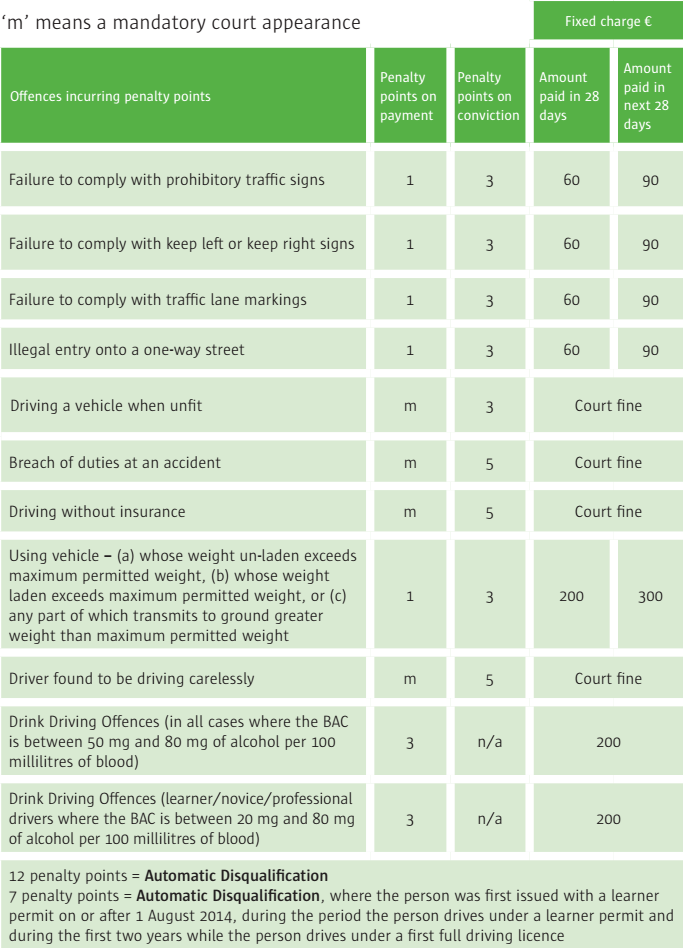 ‘m’ means a mandatory court appearance
Fixed charge €
Offences incurring penalty points
Penalty
points on
payment
Penalty
points on
conviction
Amount
paid in 28
days
Amount
paid in
next 28
days
Failure to comply with prohibitory traffic signs
1
3
60
90
Failure to comply with keep left or keep right signs
1
3
60
90
Failure to comply with traffic lane markings
1
3
60
90
Illegal entry onto a one-way street
1
3
60
90
Driving a vehicle when unfit
m
3
Court fine
Breach of duties at an accident
m
5
Court fine
Driving without insurance
m
5
Court fine
Using vehicle – (a) whose weight un-laden exceeds
maximum permitted weight, (b) whose weight
laden exceeds maximum permitted weight, or (c)
any part of which transmits to ground greater
weight than maximum permitted weight
1
3
200
300
Driver found to be driving carelessly
m
5
Court fine
Drink Driving Offences (in all cases where the BAC
is between 50 mg and 80 mg of alcohol per 100
millilitres of blood)
3
n/a
200
Drink Driving Offences (learner/novice/professional
drivers where the BAC is between 20 mg and 80 mg
of alcohol per 100 millilitres of blood)
3
n/a
200
12 penalty points = Automatic Disqualification
7 penalty points = Automatic Disqualification, where the person was first issued with a learner
permit on or after 1 August 2014, during the period the person drives under a learner permit and
during the first two years while the person drives under a first full driving licence